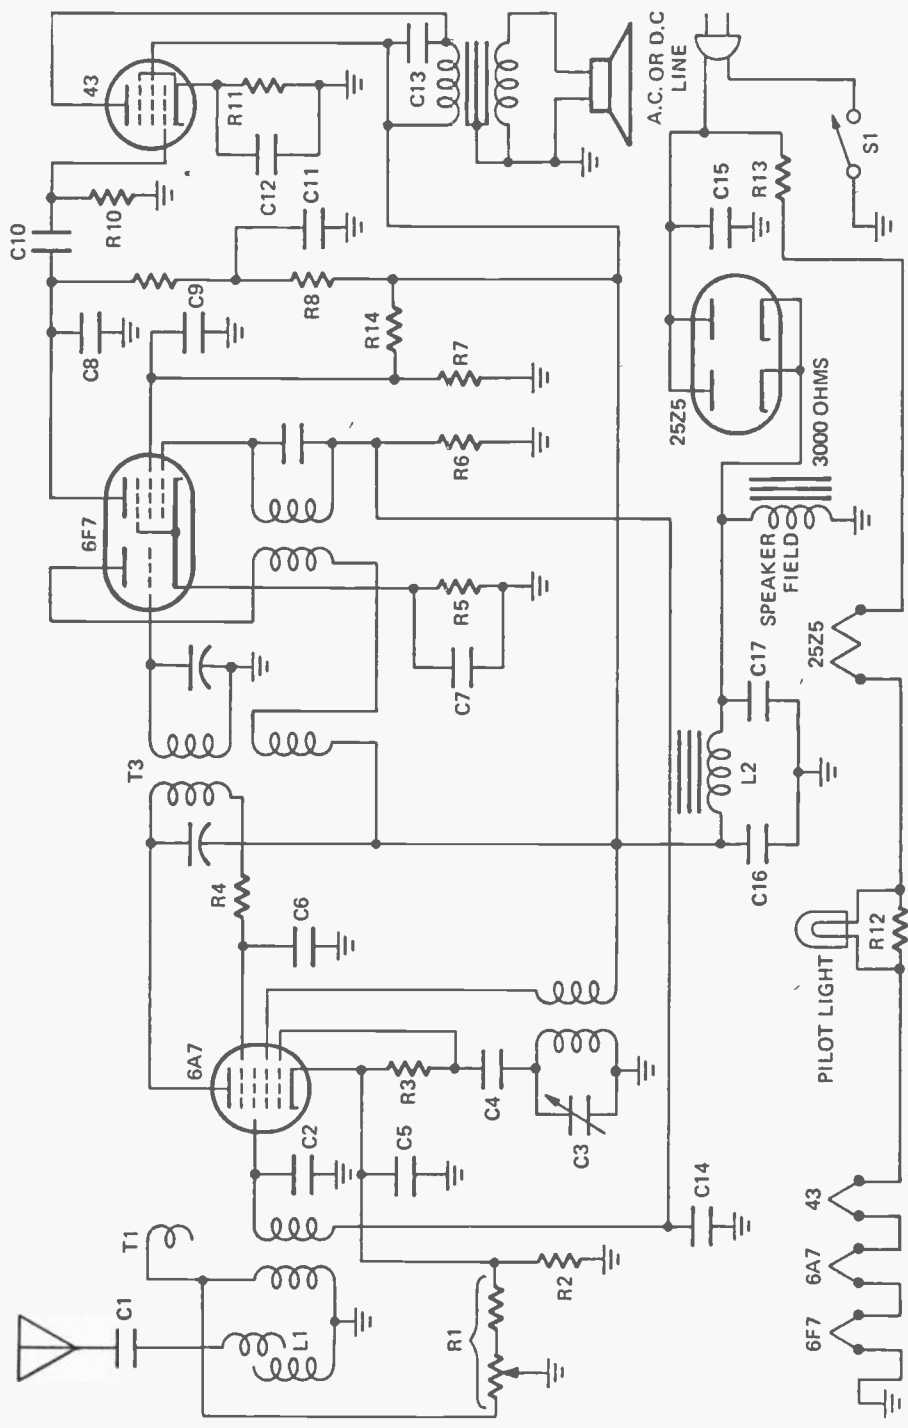 C1
T1
L1
R1
R2
C2
C5
C14
6A7
R3
C4
C3
C6
R4
T3
6F7
C7
R5
R6
R7
R14
C8
C9
R8
C10
R10
C11
C12
R11
43
C13
A.C. OR D.C
LINE
S1
R13
C15
25Z5
3000 OHMS
SPEAKER
FIELD
C17
L2
C16
25Z5
PILOT LIGHT
R12
43
6A7
6F7